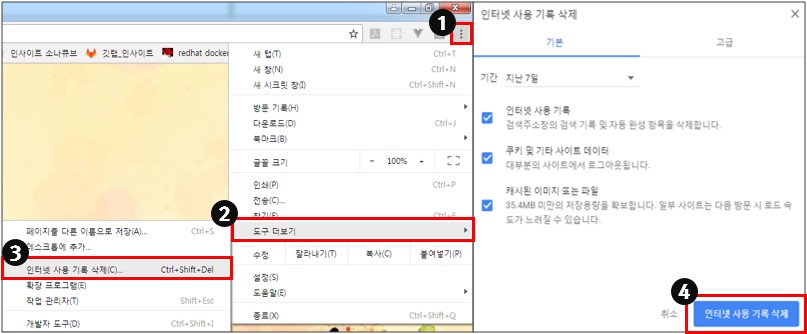 1
인사이트 소나큐브 깃랩_인사이트 redhat docker
새 탭(T) Ctrl+T
새 창(N) Ctrl+N
새 시크릿 창(I) Ctrl+Shift+N
방문 기록(H)
다운로드(D) Ctrl+J
북마크(B)
글꼴 크기 - 100% +
인쇄(P) Ctrl+P
전송(C)...
찾기(F)... Ctrl+F
2
도구 더보기
수정 잘라내기(T) 복사(C) 붙여넣기(P)
설정(S)
도움말(E)
종료(X) Ctrl+Shift+Q
페이지를 다른 이름으로 저장(A)... Ctrl+S
데스크톱에 추가...
3
인터넷 사용 기록 삭제(C)... Ctrl+Shift+Del
확장 프로그램(E)
작업 관리자(T) Shift+Esc
개발자 도구(D) Ctrl+Shift+I
인터넷 사용 기록 삭제
기본 고급
기간 지난 7일
인터넷 사용 기록
검색주소창의 검색 기록 및 자동 완성 항목을 삭제합니다.
쿠키 및 기타 사이트 데이터
대부분의 사이트에서 로그아웃됩니다.
캐시된 이미지 또는 파일
35.4MB 미만의 저장용량을 확보합니다. 일부 사이트는 다음 방문 시 로드 속
도가 느려질 수 있습니다.
4
취소 인터넷 사용 기록 삭제